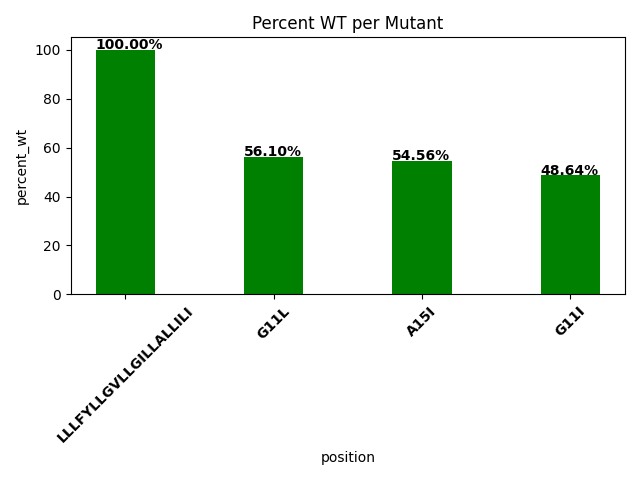 Percent WT per Mutant
percent_wt
100
80
60
40
20
0
100.00%
56.10%
54.56%
48.64%
LLLFYLLGVLLGILLALLILI
G11L
A15I
G11I
position